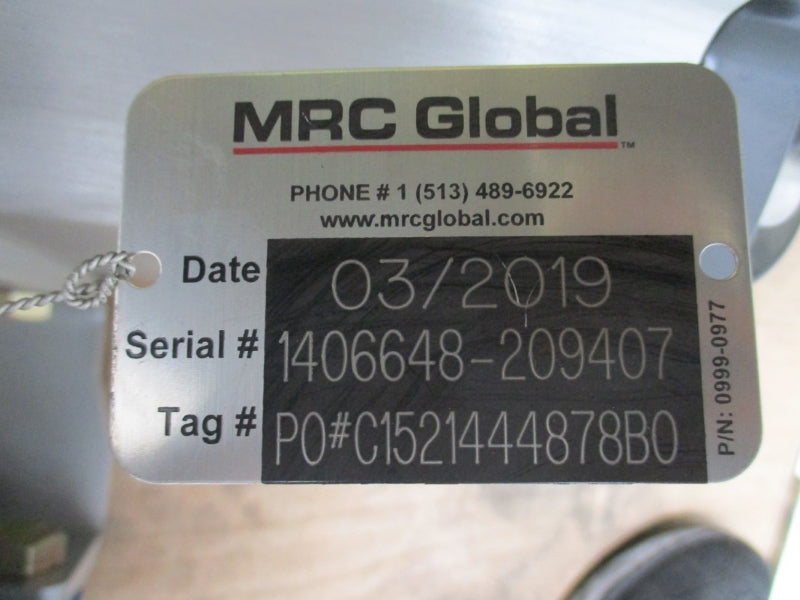 MRC Global™
PHONE # 1 (513) 489-6922
www.mrcglobal.com
Date 03/2019
Serial # 1406648-209407
Tag # PO#C1521444878B0
P/N: 0999-0977